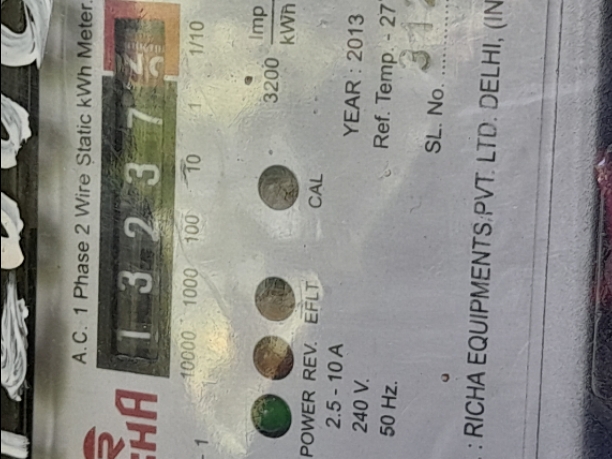 A.C. 1 Phase 2 Wire Static kWh Meter.
1 3 2 3 7
10000 1000 100 10 1 1/10
3200 Imp
kWh
POWER REV. EFLT CAL
2.5 - 10 A
240 V.
50 Hz.
YEAR : 2013
Ref. Temp. - 27
SL. No.
: RICHA EQUIPMENTS PVT. LTD. DELHI, (IN